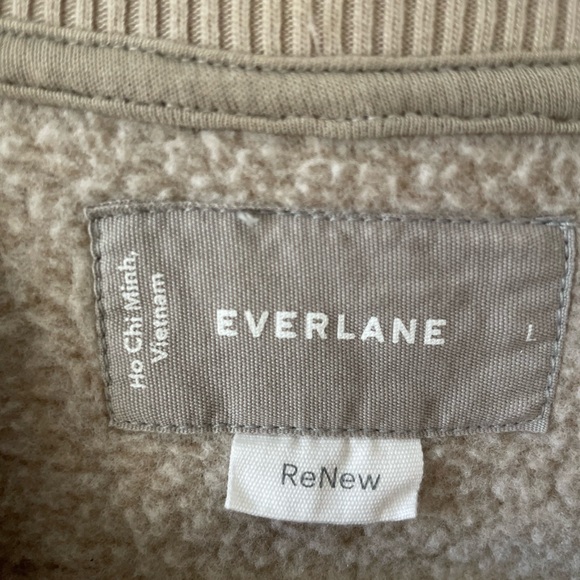 Ho Chi Minh,
Vietnam
EVERLANE
L
ReNew